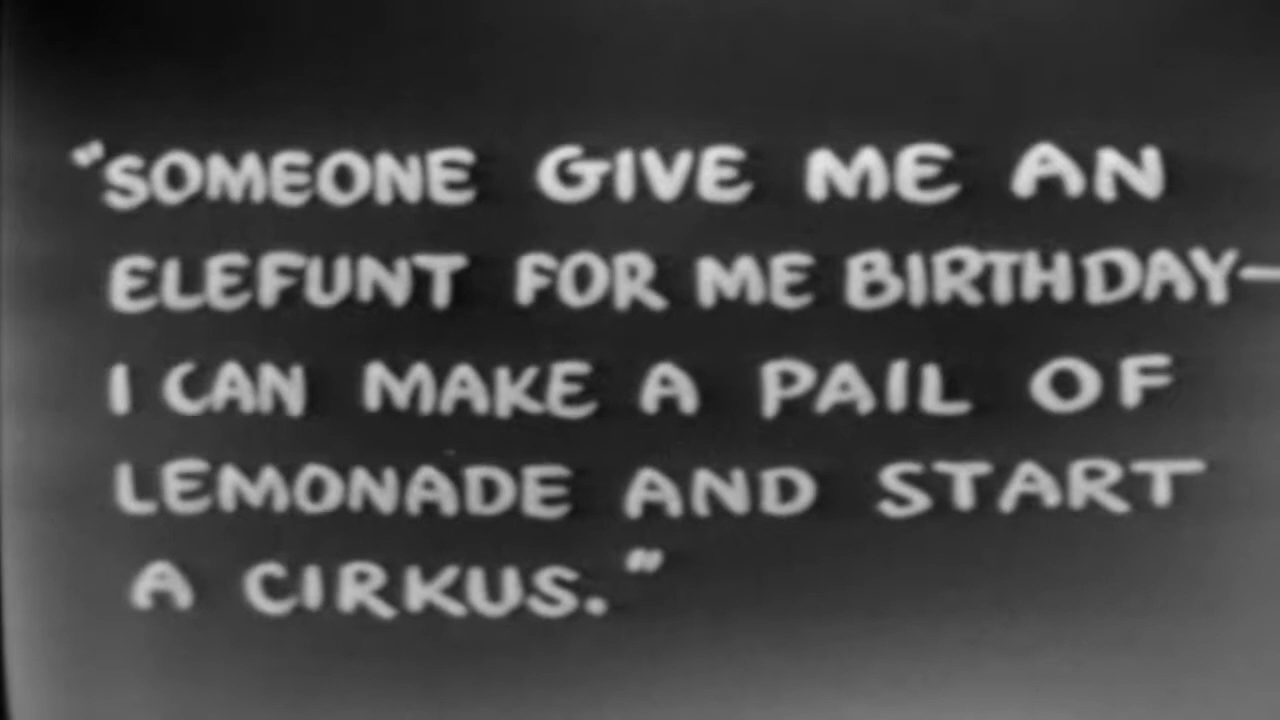 "SOMEONE GIVE ME AN
ELEFUNT FOR ME BIRTHDAY—
I CAN MAKE A PAIL OF
LEMONADE AND START
A CIRKUS."